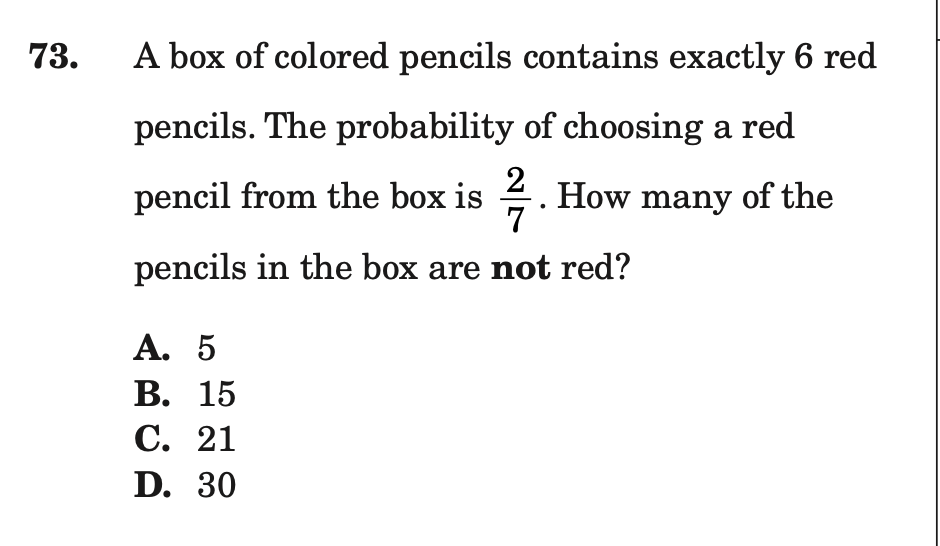 73. A box of colored pencils contains exactly 6 red
pencils. The probability of choosing a red
pencil from the box is 2/7. How many of the
pencils in the box are not red?
A. 5
B. 15
C. 21
D. 30